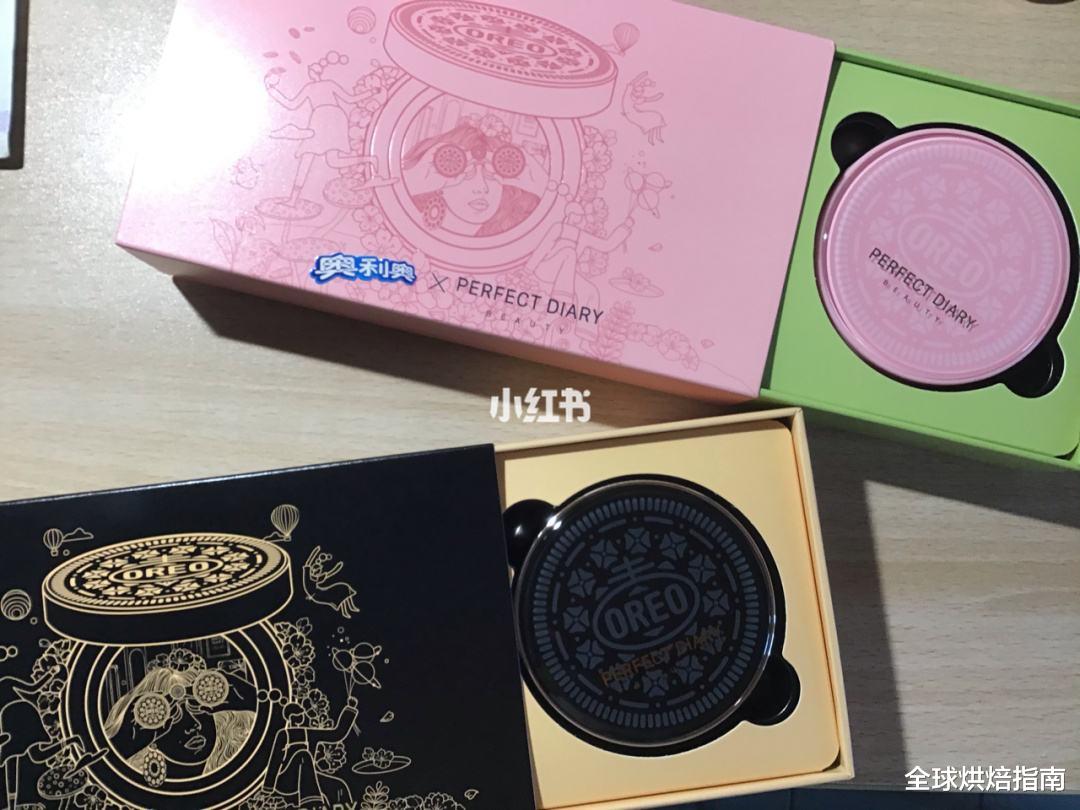 OREO
奥利奥 × PERFECT DIARY
BEAUTY
OREO
PERFECT DIARY
BEAUTY
小红书
OREO
OREO
PERFECT DIARY
DIARY
全球烘焙指南